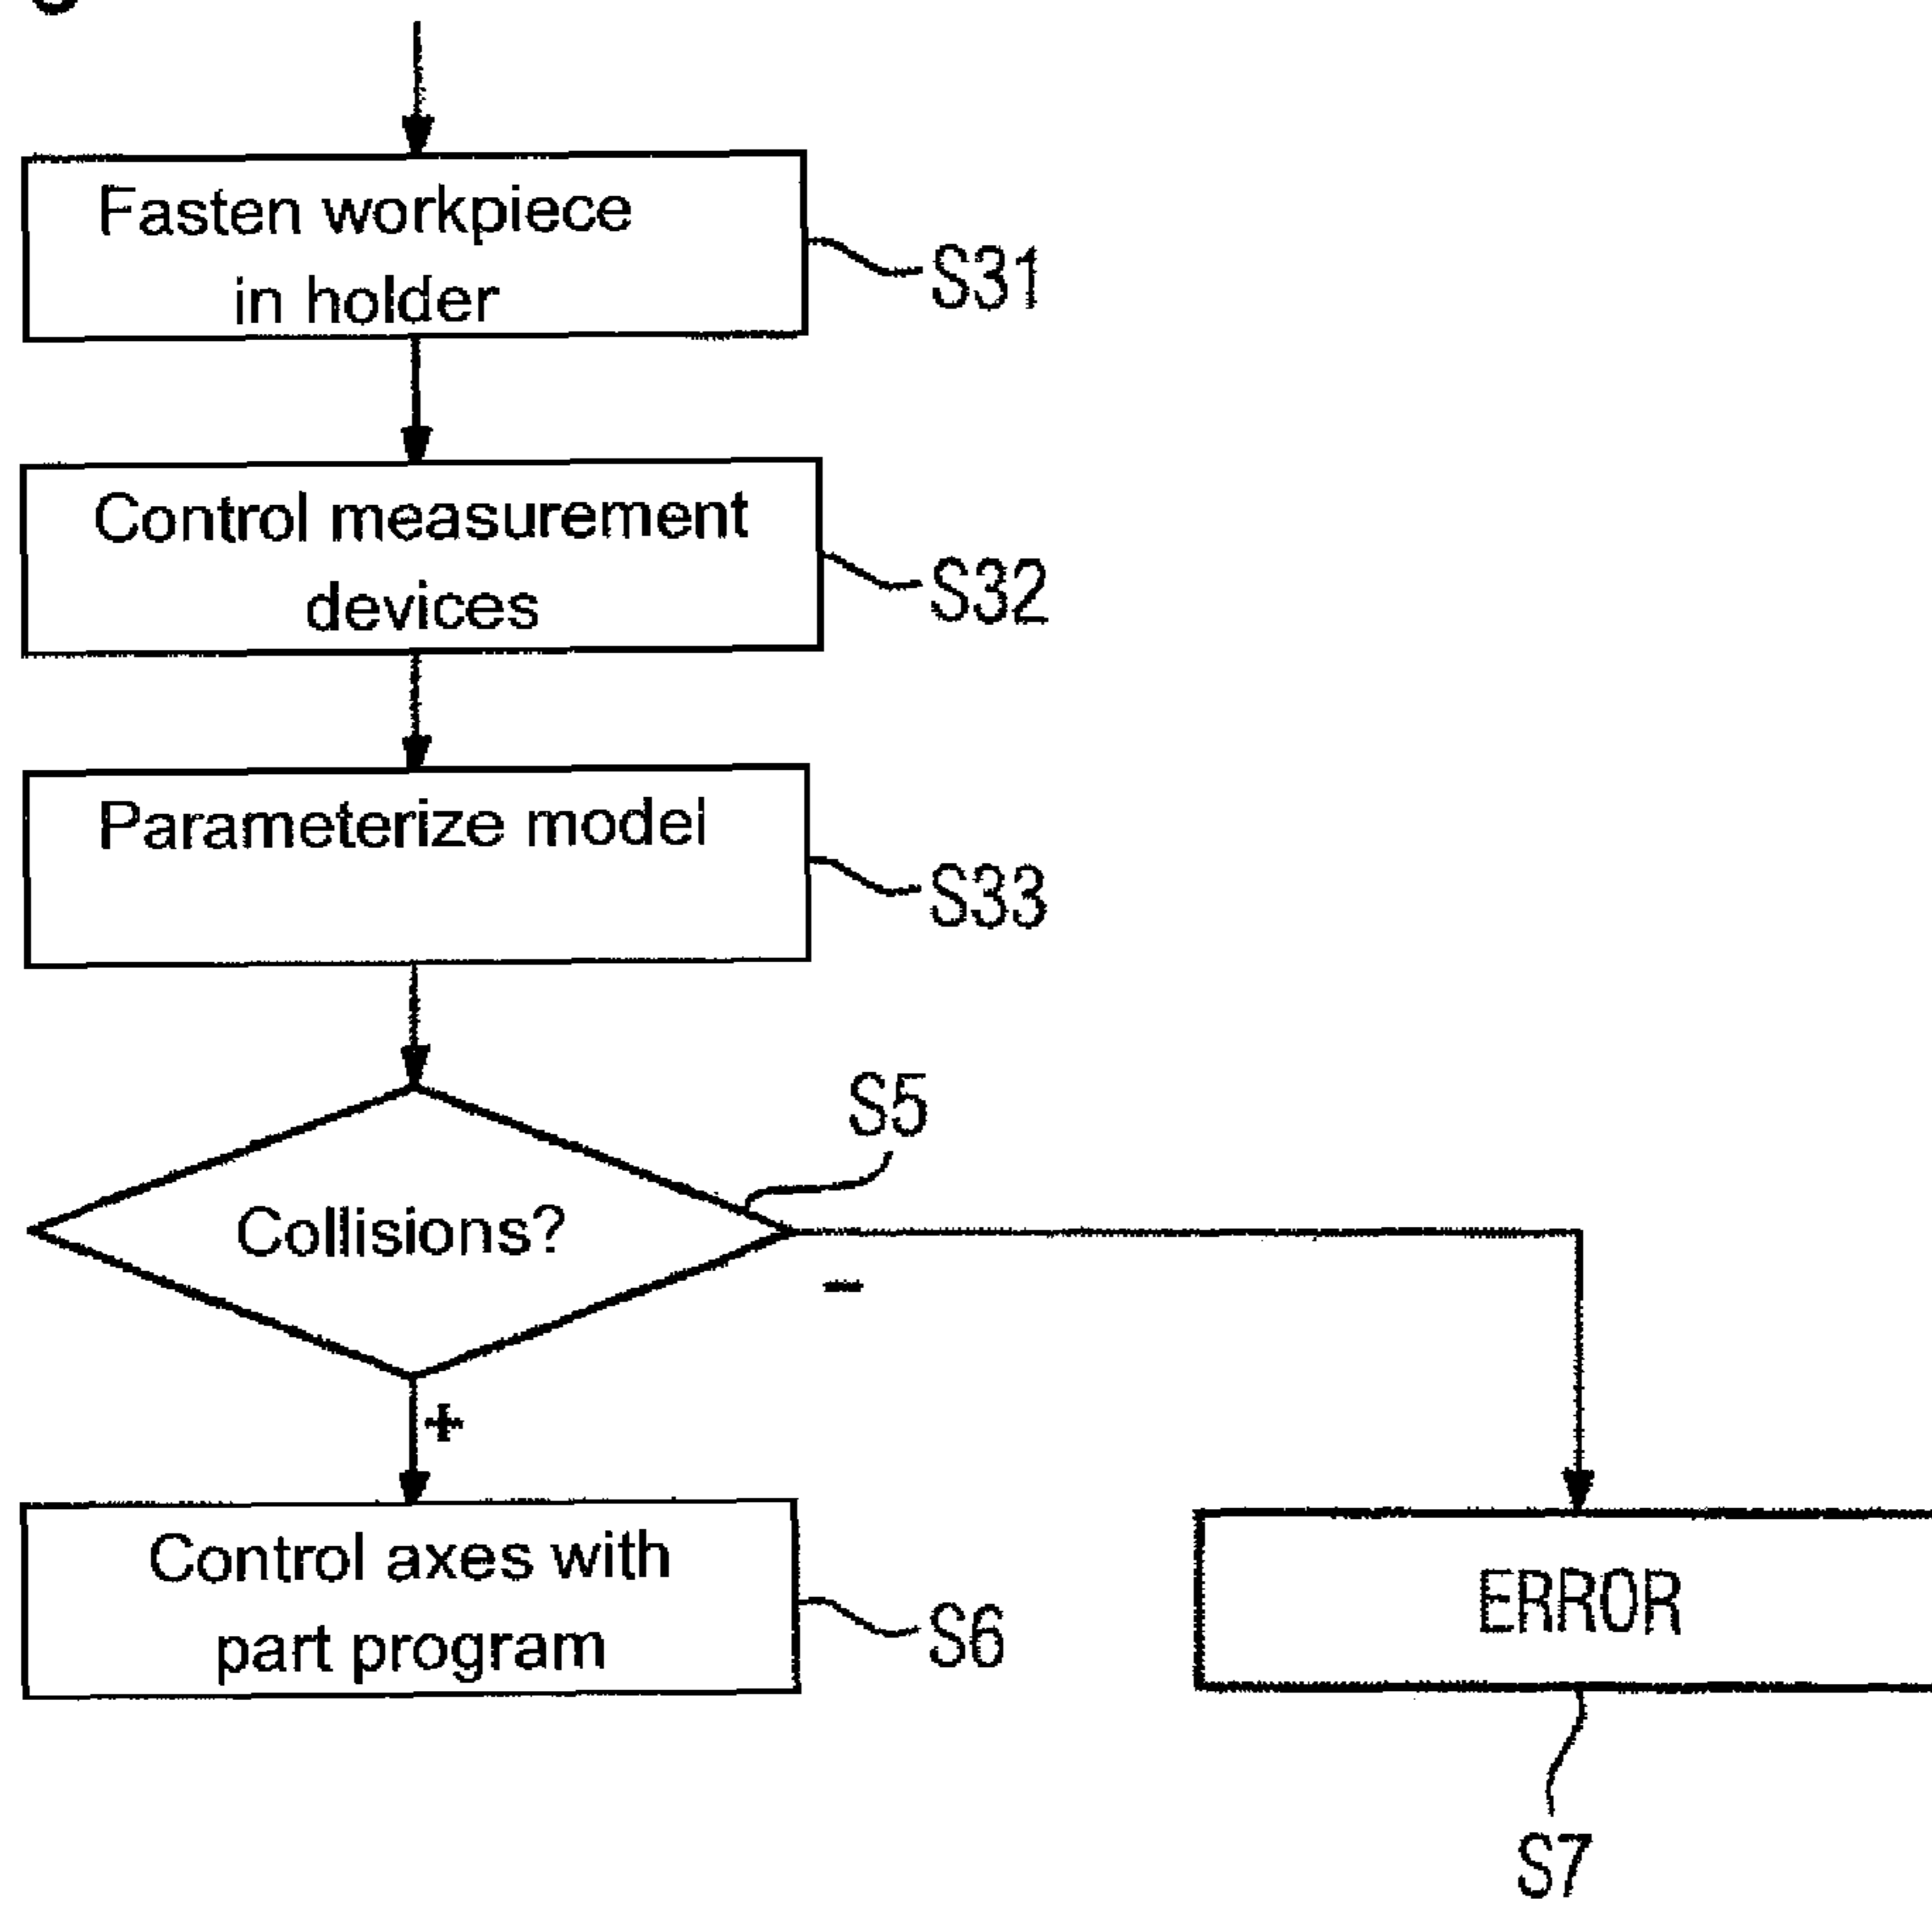 Fasten workpiece
in holder
S31
Control measurement
devices
S32
Parameterize model
S33
S5
Collisions?
-
+
Control axes with
part program
S6
ERROR
S7